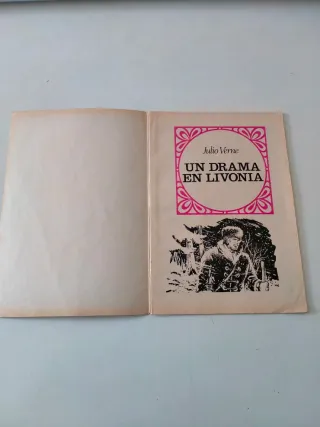 Julio Verne
UN DRAMA
EN LIVONIA